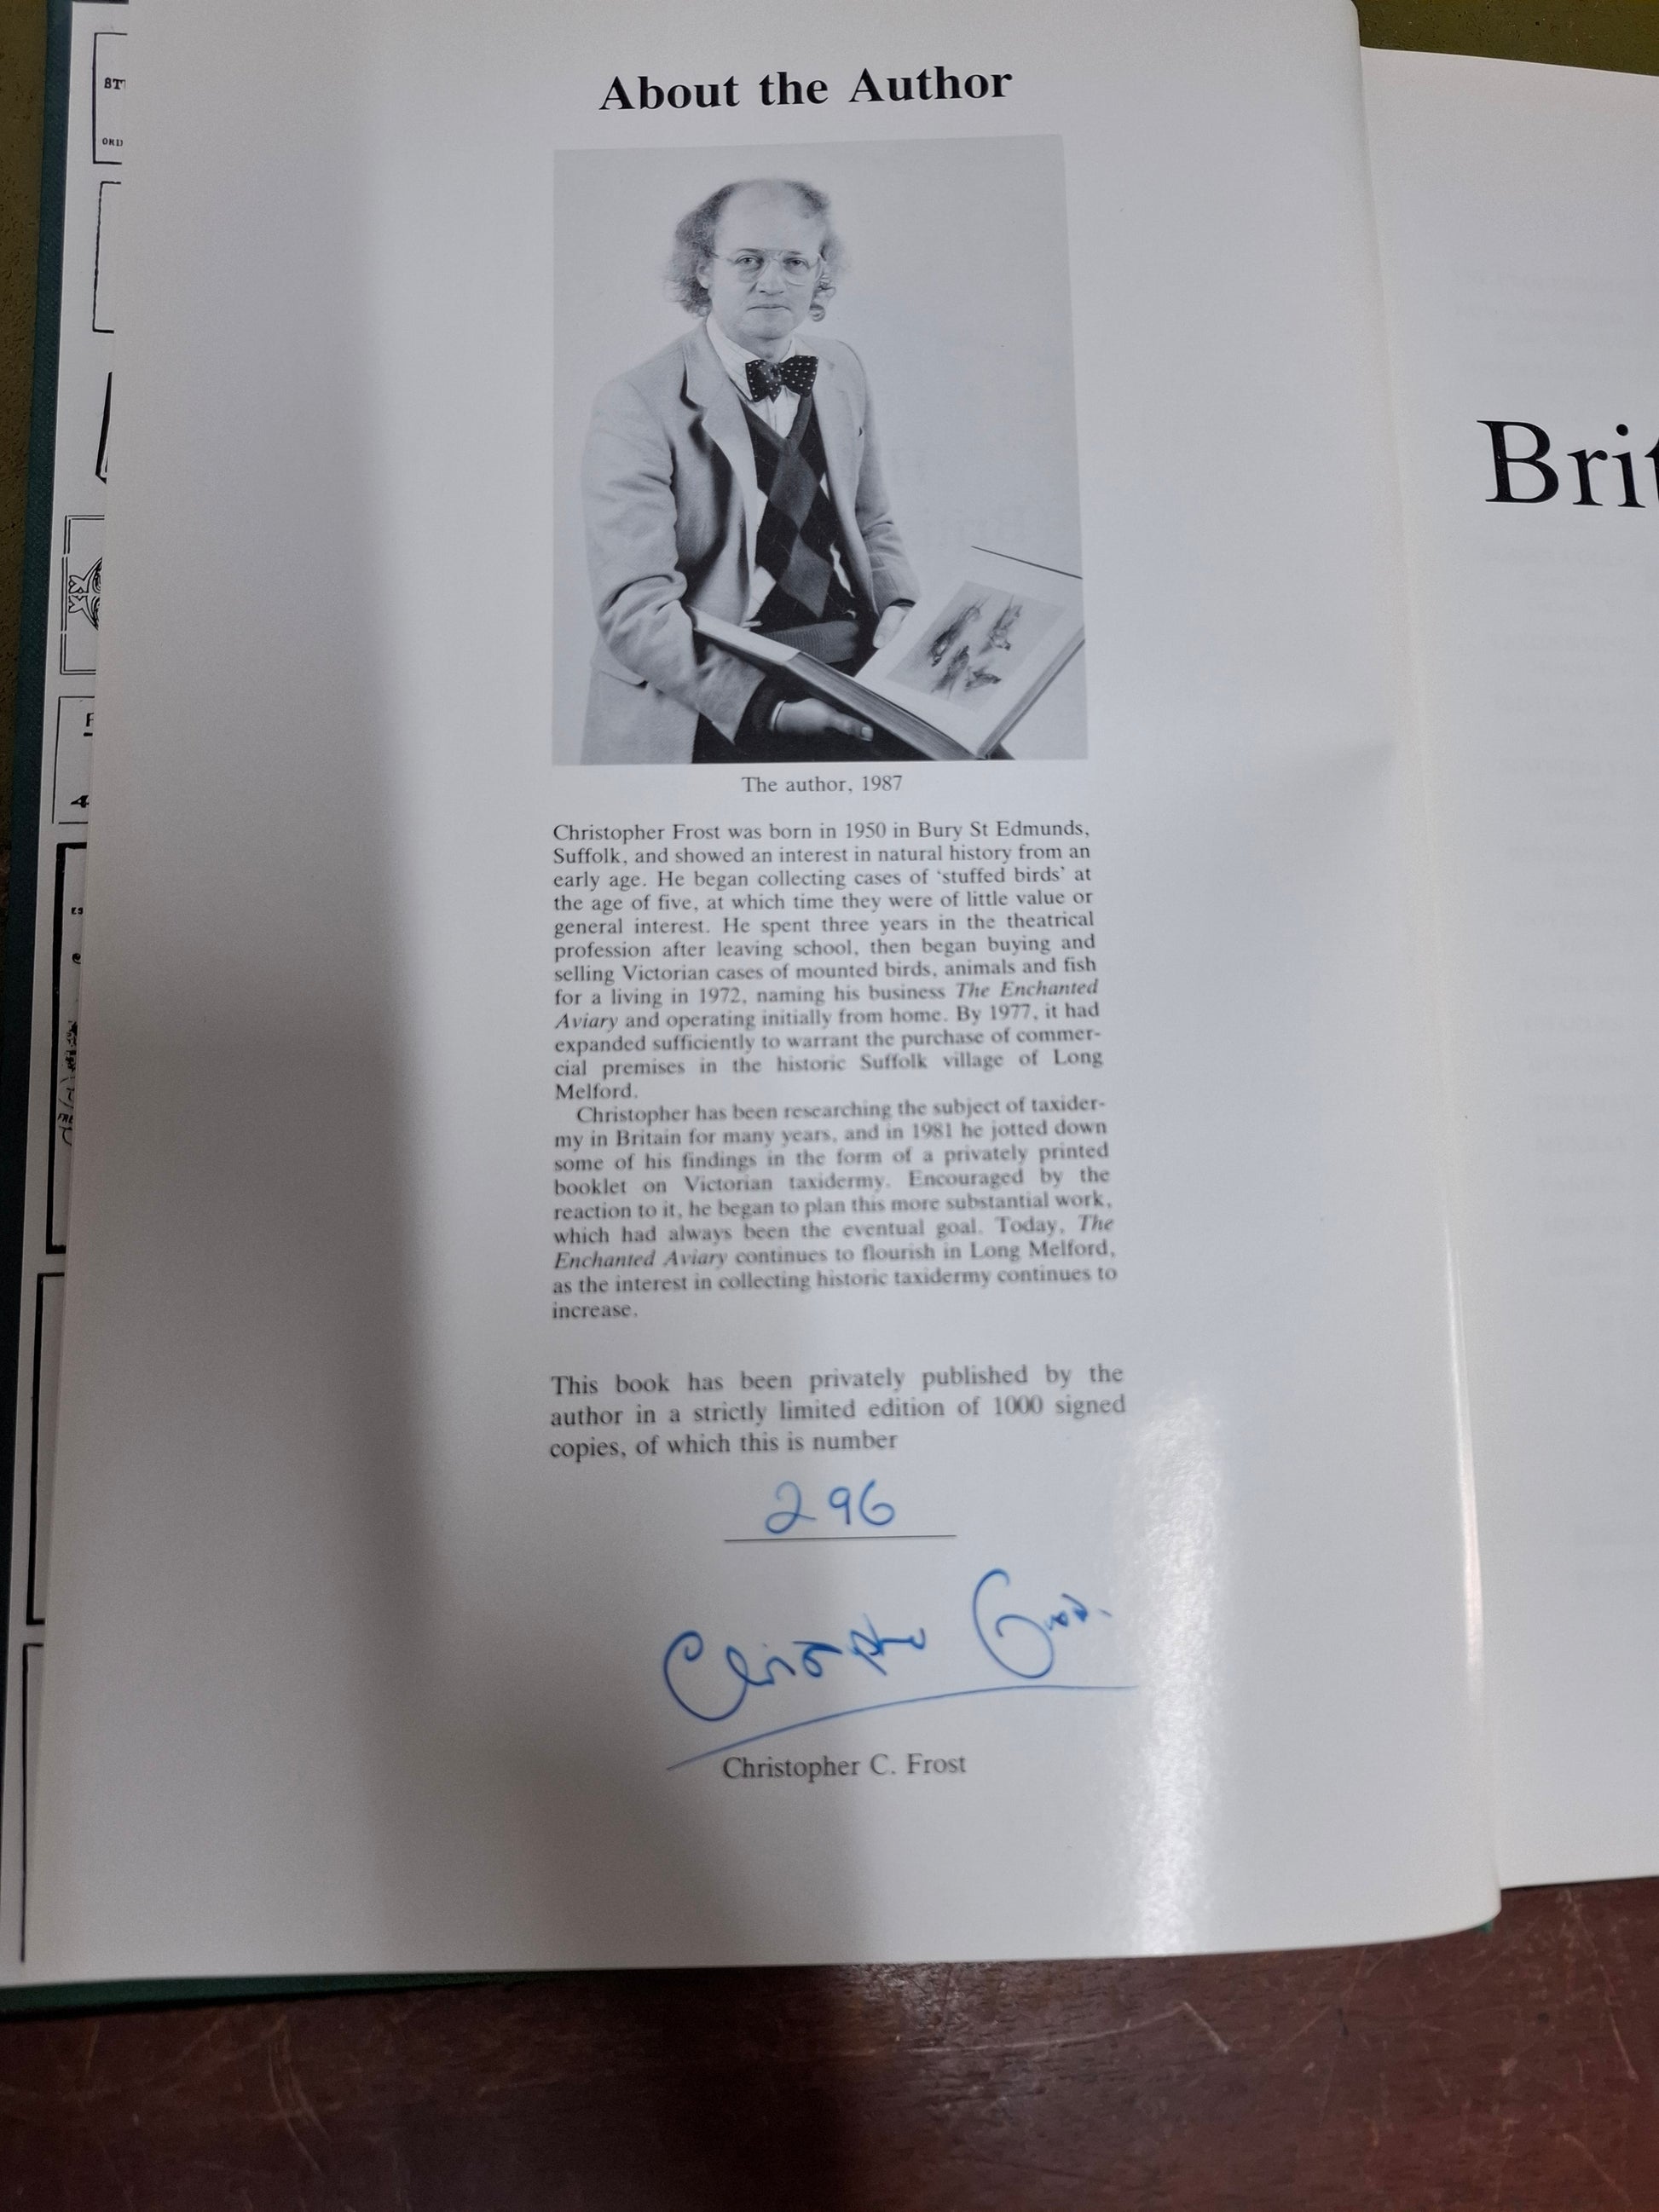 About the Author
The author, 1987
Christopher Frost was born in 1950 in Bury St Edmunds,
Suffolk, and showed an interest in natural history from an
early age. He began collecting cases of ‘stuffed birds’ at
the age of five, at which time they were of little value or
general interest. He spent three years in the theatrical
profession after leaving school, then began buying and
selling Victorian cases of mounted birds, animals and fish
for a living in 1972, naming his business The Enchanted
Aviary and operating initially from home. By 1977, it had
expanded sufficiently to warrant the purchase of commer-
cial premises in the historic Suffolk village of Long
Melford.
Christopher has been researching the subject of taxider-
my in Britain for many years, and in 1981 he jotted down
some of his findings in the form of a privately printed
booklet on Victorian taxidermy. Encouraged by the
reaction to it, he began to plan this more substantial work,
which had always been the eventual goal. Today, The
Enchanted Aviary continues to flourish in Long Melford,
as the interest in collecting historic taxidermy continues to
increase.
This book has been privately published by the
author in a strictly limited edition of 1000 signed
copies, of which this is number
296
Christopher Frost.
Christopher C. Frost
Brit